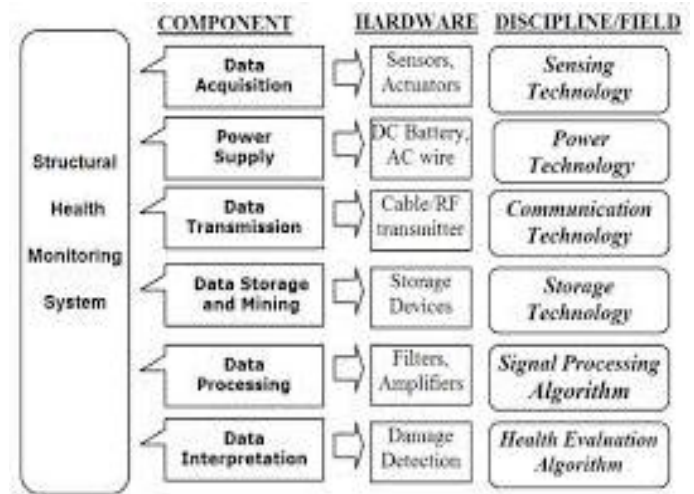 COMPONENT
HARDWARE
DISCIPLINE/FIELD
Structural
Health
Monitoring
System
Data
Acquisition
Sensors,
Actuators
Sensing
Technology
Power
Supply
DC Battery,
AC wire
Power
Technology
Data
Transmission
Cable/RF
transmitter
Communication
Technology
Data Storage
and Mining
Storage
Devices
Storage
Technology
Data
Processing
Filters,
Amplifiers
Signal Processing
Algorithm
Data
Interpretation
Damage
Detection
Health Evaluation
Algorithm